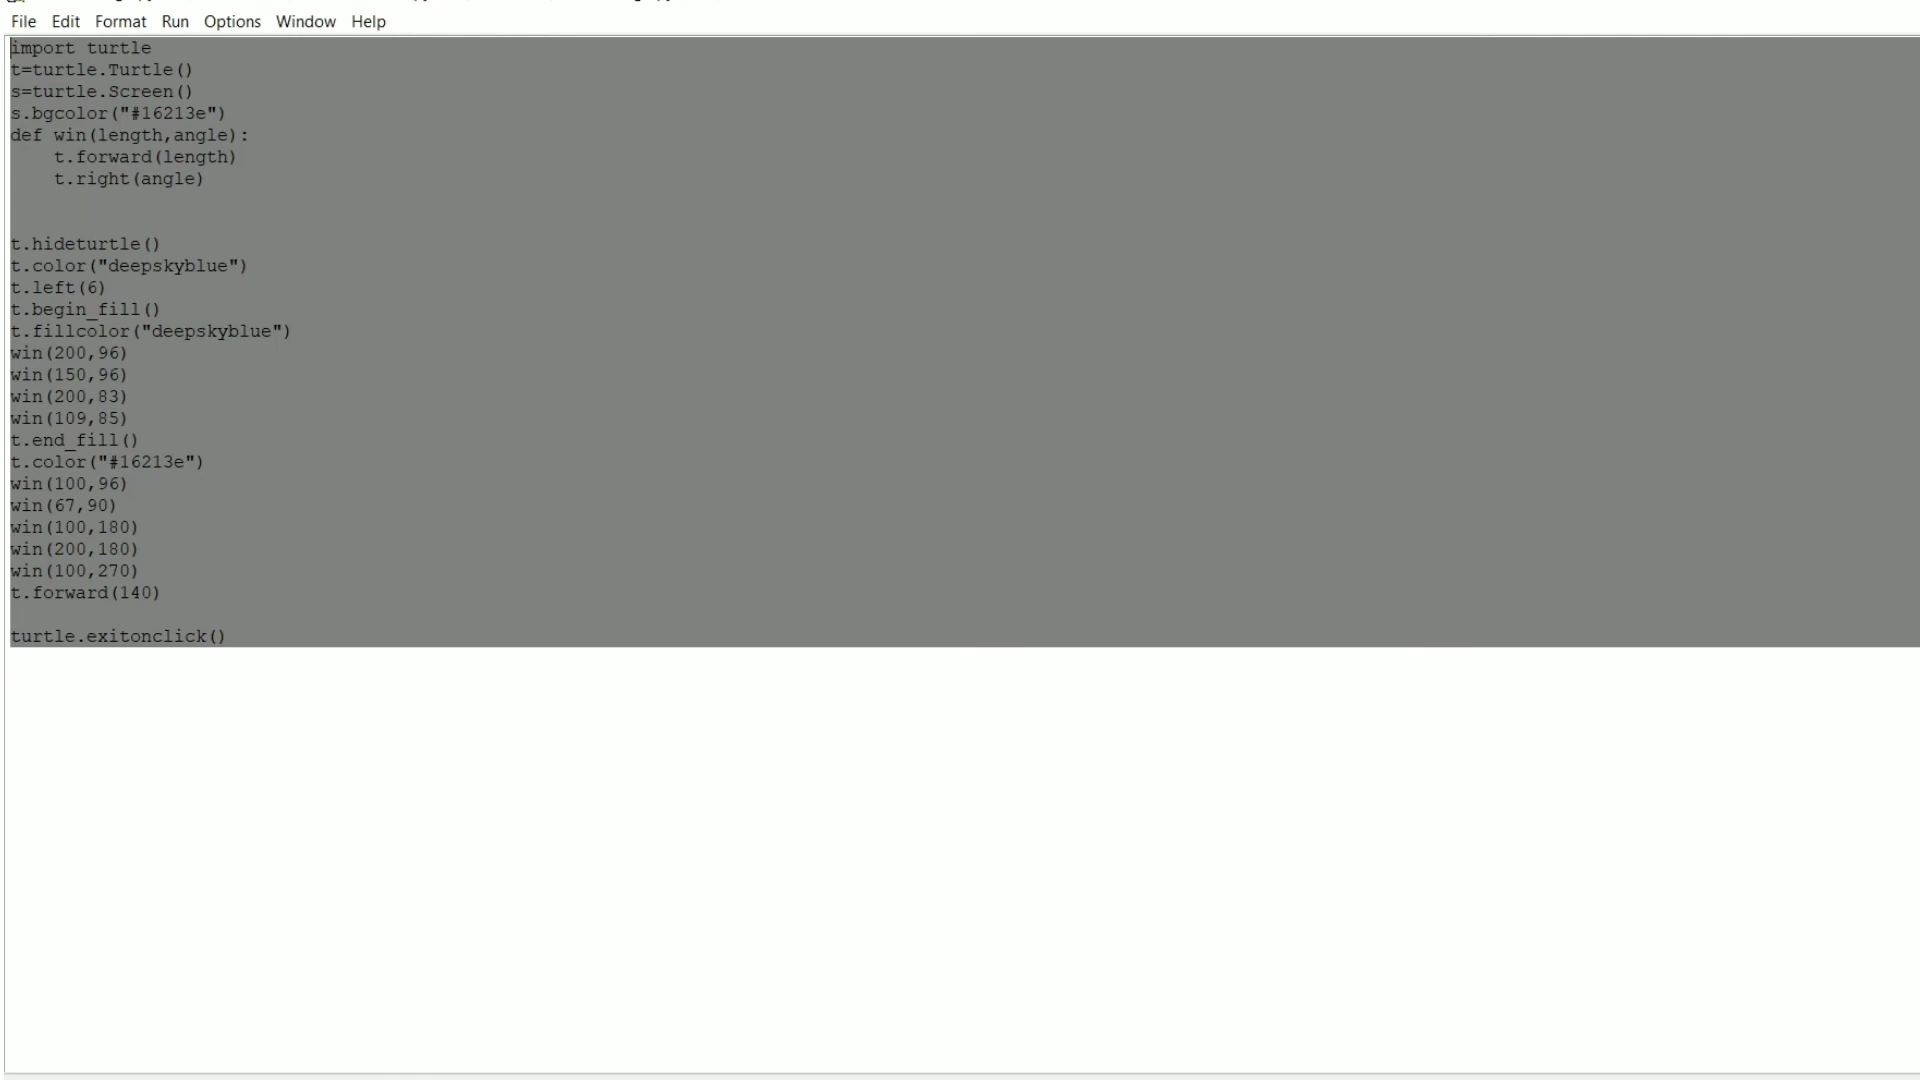 File Edit Format Run Options Window Help
import turtle
t=turtle.Turtle()
s=turtle.Screen()
s.bgcolor("#16213e")
def win(length,angle):
    t.forward(length)
    t.right(angle)
t.hideturtle()
t.color("deepskyblue")
t.left(6)
t.begin_fill()
t.fillcolor("deepskyblue")
win(200,96)
win(150,96)
win(200,83)
win(109,85)
t.end_fill()
t.color("#16213e")
win(100,96)
win(67,90)
win(100,180)
win(200,180)
win(100,270)
t.forward(140)
turtle.exitonclick()